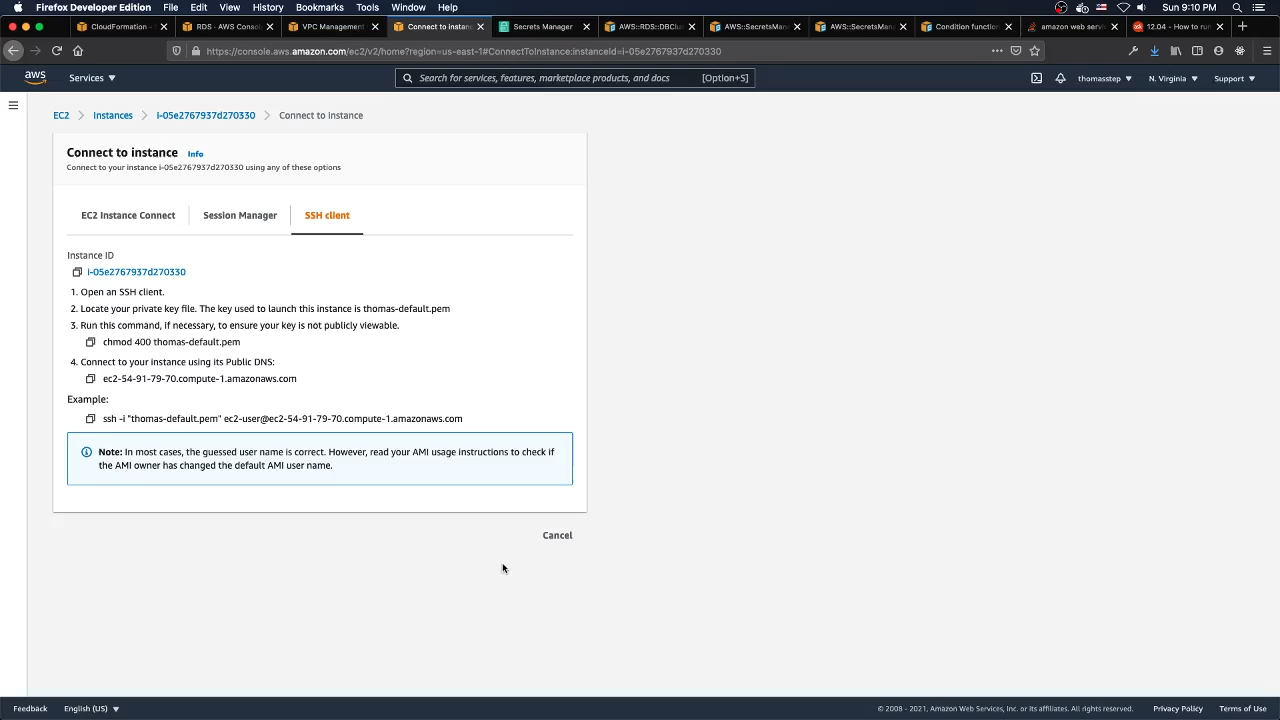 Firefox Developer Edition File Edit View History Bookmarks Tools Window Help Sun 9:10 PM
CloudFormation - RDS - AWS Console VPC Management Connect to instanc Secrets Manager AWS::RDS::DBClus AWS::SecretsMan AWS::SecretsMan Condition function amazon web servi 12.04 - How to run
https://console.aws.amazon.com/ec2/v2/home?region=us-east-1#ConnectToInstance:instanceId=i-05e2767937d270330
aws Services Search for services, features, marketplace products, and docs [Option+S] thomasstep N. Virginia Support
EC2 Instances i-05e2767937d270330 Connect to instance
Connect to instance Info
Connect to your instance i-05e2767937d270330 using any of these options
EC2 Instance Connect Session Manager SSH client
Instance ID
i-05e2767937d270330
1. Open an SSH client.
2. Locate your private key file. The key used to launch this instance is thomas-default.pem
3. Run this command, if necessary, to ensure your key is not publicly viewable.
chmod 400 thomas-default.pem
4. Connect to your instance using its Public DNS:
ec2-54-91-79-70.compute-1.amazonaws.com
Example:
ssh -i "thomas-default.pem" ec2-user@ec2-54-91-79-70.compute-1.amazonaws.com
Note: In most cases, the guessed user name is correct. However, read your AMI usage instructions to check if
the AMI owner has changed the default AMI user name.
Cancel
Feedback English (US) © 2008 - 2021, Amazon Web Services, Inc. or its affiliates. All rights reserved. Privacy Policy Terms of Use